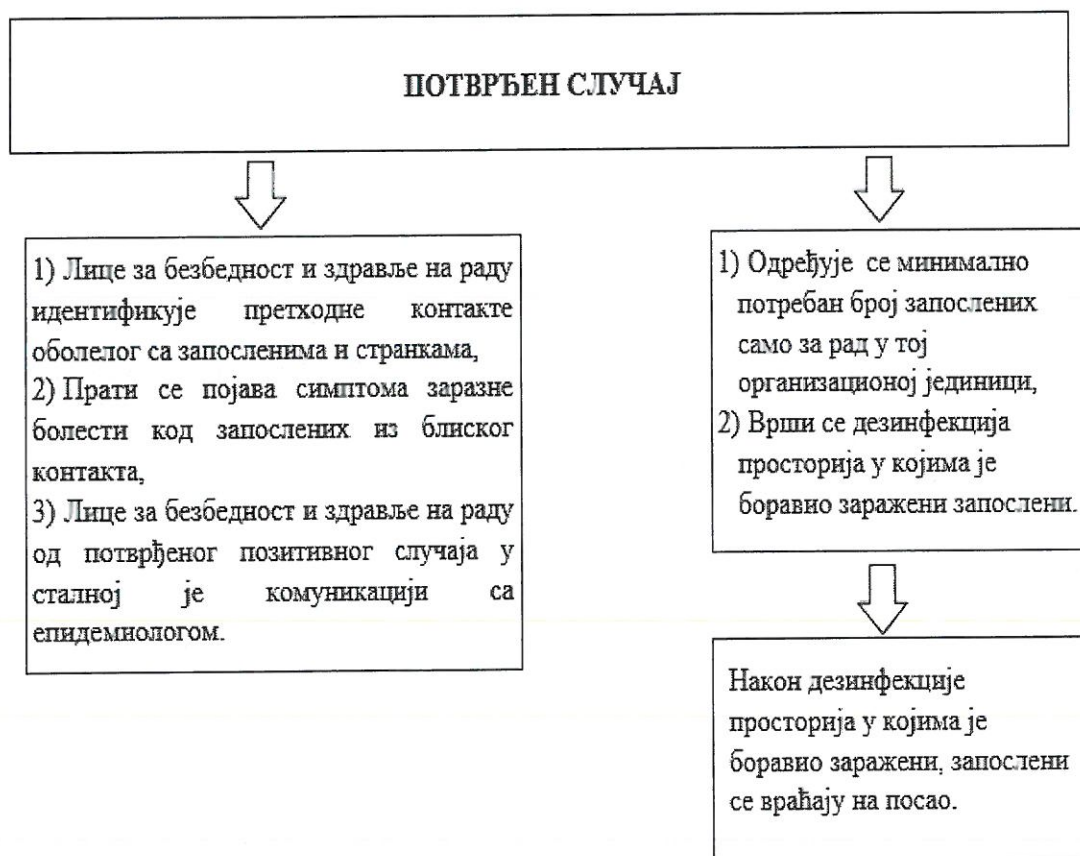 ПОТВРЂЕН СЛУЧАЈ
1) Лице за безбедност и здравље на раду
идентификује претходне контакте
оболелог са запосленима и странкама,
2) Прати се појава симптома заразне
болести код запослених из блиског
контакта,
3) Лице за безбедност и здравље на раду
од потврђеног позитивног случаја у
сталној је комуникацији са
епидемиологом.
1) Одређује се минимално
потребан број запослених
само за рад у тој
организационој јединици,
2) Врши се дезинфекција
просторија у којима је
боравио заражени запослени.
Након дезинфекције
просторија у којима је
боравио заражени, запослени
се враћају на посао.